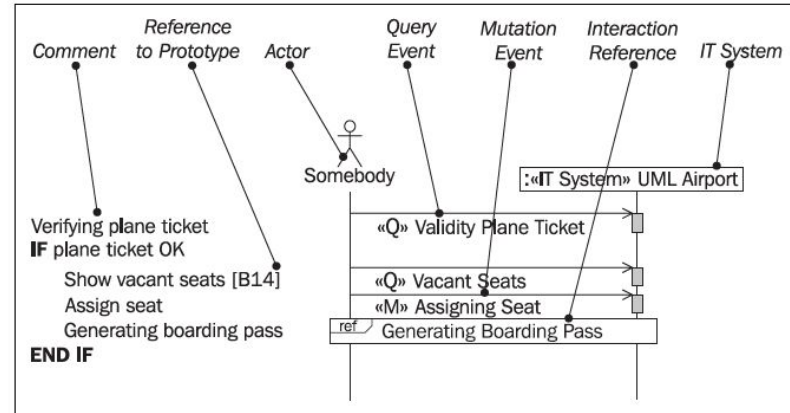 Comment
Reference
to Prototype
Actor
Query
Event
Mutation
Event
Interaction
Reference
IT System
Somebody
:«IT System» UML Airport
Verifying plane ticket
«Q» Validity Plane Ticket
IF plane ticket OK
Show vacant seats [B14]
«Q» Vacant Seats
Assign seat
«M» Assigning Seat
Generating boarding pass
ref
Generating Boarding Pass
END IF